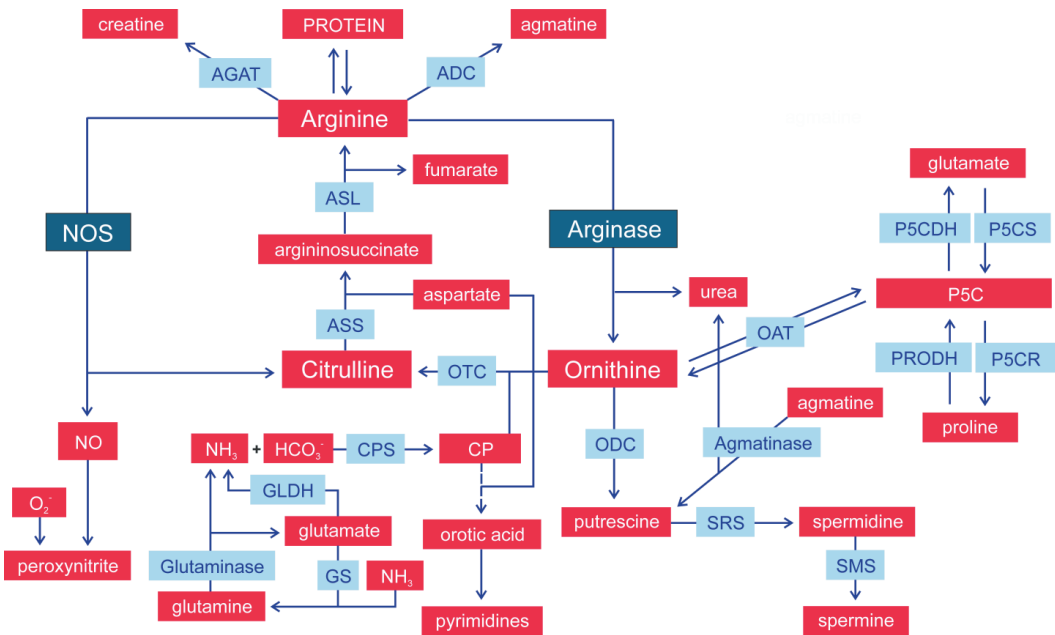 creatine
PROTEIN
agmatine
AGAT
ADC
Arginine
fumarate
glutamate
ASL
NOS
Arginase
P5CDH
P5CS
argininosuccinate
aspartate
urea
P5C
ASS
OAT
Citrulline
OTC
Ornithine
PRODH
P5CR
agmatine
proline
NO
NH₃ + HCO₃⁻
CPS
CP
ODC
Agmatinase
GLDH
O₂⁻
glutamate
orotic acid
putrescine
SRS
spermidine
peroxynitrite
Glutaminase
GS
NH₃
SMS
glutamine
pyrimidines
spermine